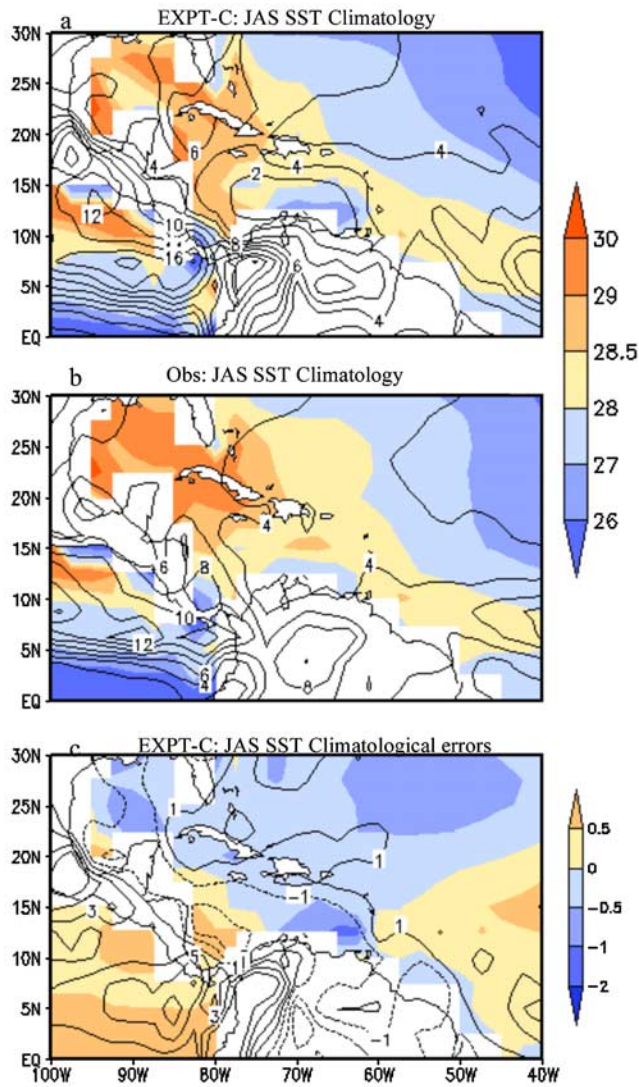 a EXPT-C: JAS SST Climatology
30N
25N
20N
15N
10N
5N
EQ
6
4
4
4
2
12
10
16
8
6
4
b Obs: JAS SST Climatology
30N
25N
20N
15N
10N
5N
EQ
4
6
8
4
10
12
6
4
8
30
29
28.5
28
27
26
c EXPT-C: JAS SST Climatological errors
30N
25N
20N
15N
10N
5N
EQ
1
1
-1
3
1
5
11
3
-1
0.5
0
-0.5
-1
-2
100W 90W 80W 70W 60W 50W 40W